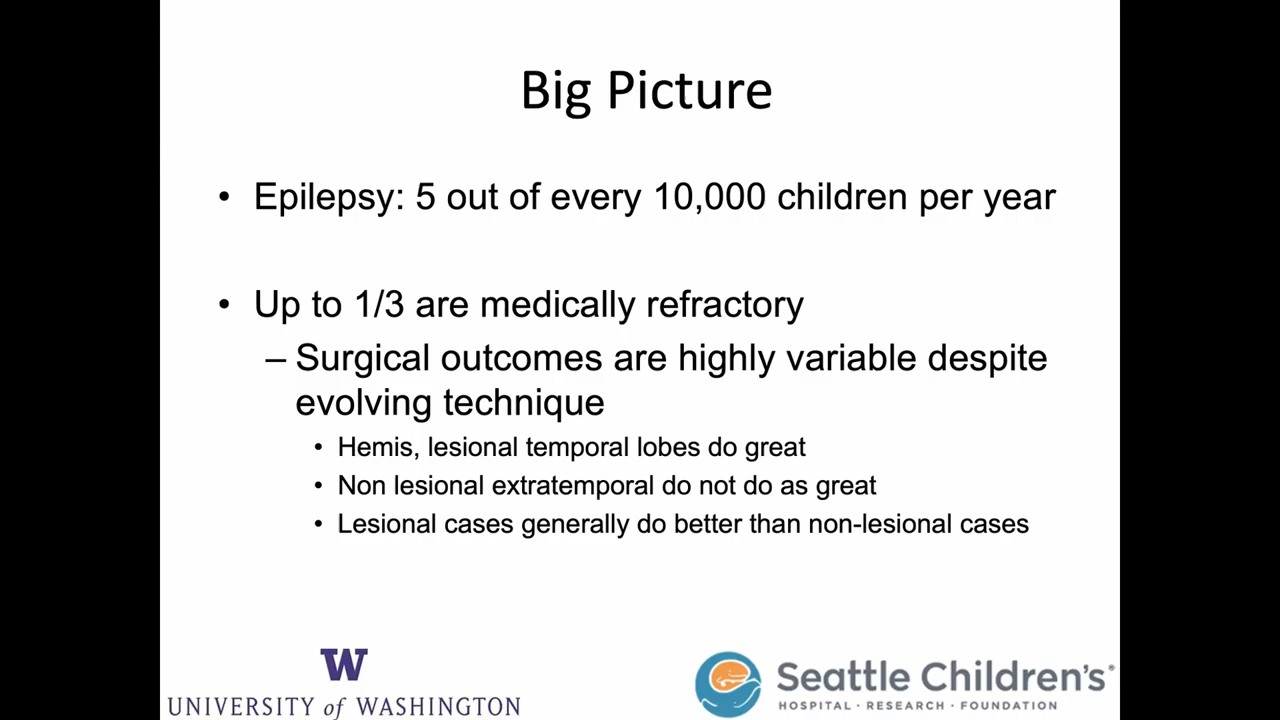 Big Picture
• Epilepsy: 5 out of every 10,000 children per year
• Up to 1/3 are medically refractory
– Surgical outcomes are highly variable despite
evolving technique
• Hemis, lesional temporal lobes do great
• Non lesional extratemporal do not do as great
• Lesional cases generally do better than non-lesional cases
W
UNIVERSITY of WASHINGTON
Seattle Children's®
HOSPITAL · RESEARCH · FOUNDATION